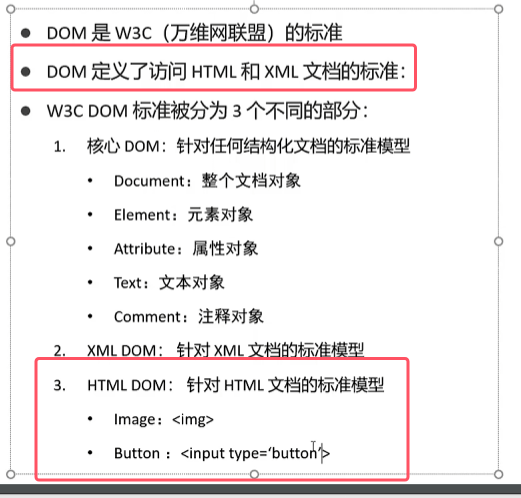 • DOM 是 W3C（万维网联盟）的标准
• DOM 定义了访问 HTML 和 XML 文档的标准：
• W3C DOM 标准被分为 3 个不同的部分：
1. 核心 DOM：针对任何结构化文档的标准模型
• Document：整个文档对象
• Element：元素对象
• Attribute：属性对象
• Text：文本对象
• Comment：注释对象
2. XML DOM： 针对 XML 文档的标准模型
3. HTML DOM： 针对 HTML 文档的标准模型
• Image：<img>
• Button ：<input type=‘button’>